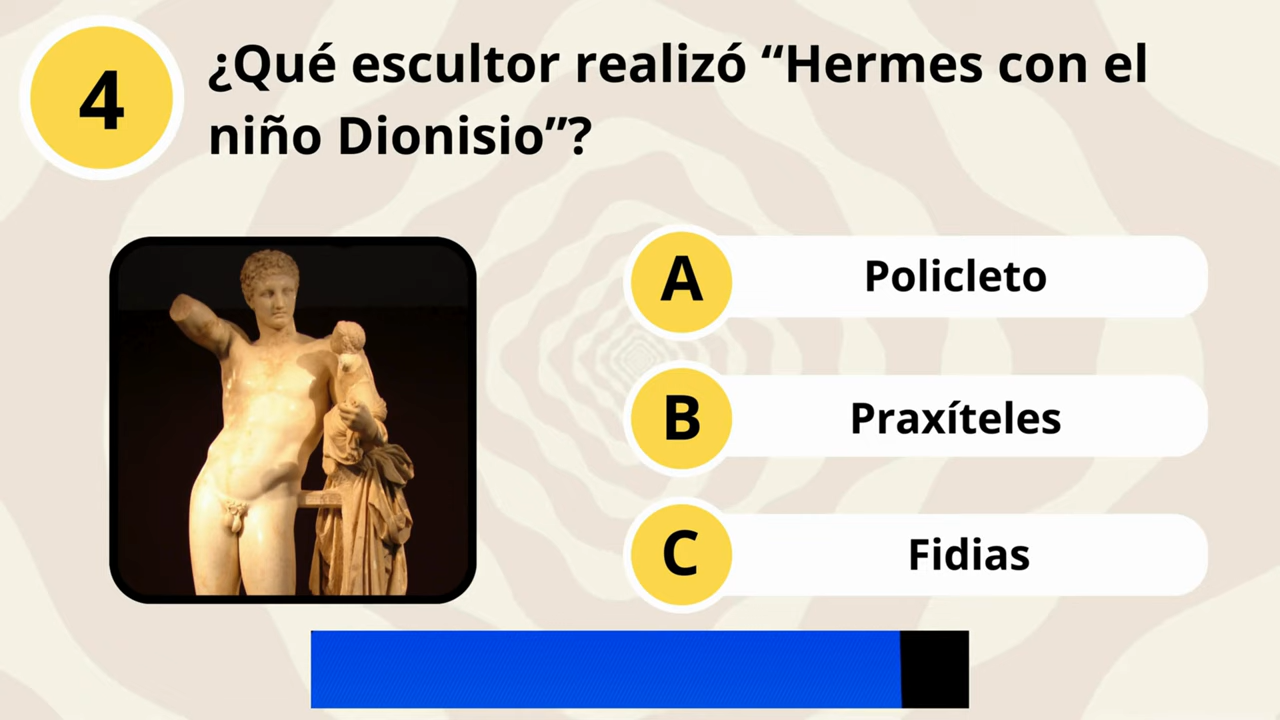 4
¿Qué escultor realizó “Hermes con el
niño Dionisio”?
A
Policleto
B
Praxíteles
C
Fidias